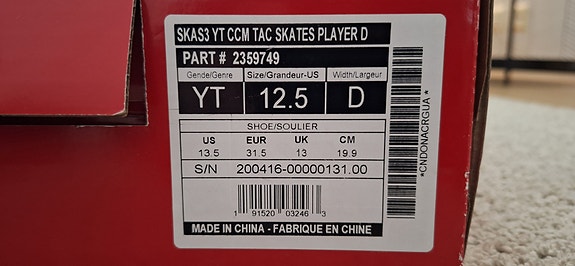 SKAS3 YT CCM TAC SKATES PLAYER D
PART # 2359749
Gende/Genre Size/Grandeur-US Width/Largeur
YT 12.5 D
SHOE/SOULIER
US EUR UK CM
13.5 31.5 13 19.9
S/N 200416-00000131.00
1 91520 03246 3
MADE IN CHINA - FABRIQUE EN CHINE
*CNDONACRGUA*